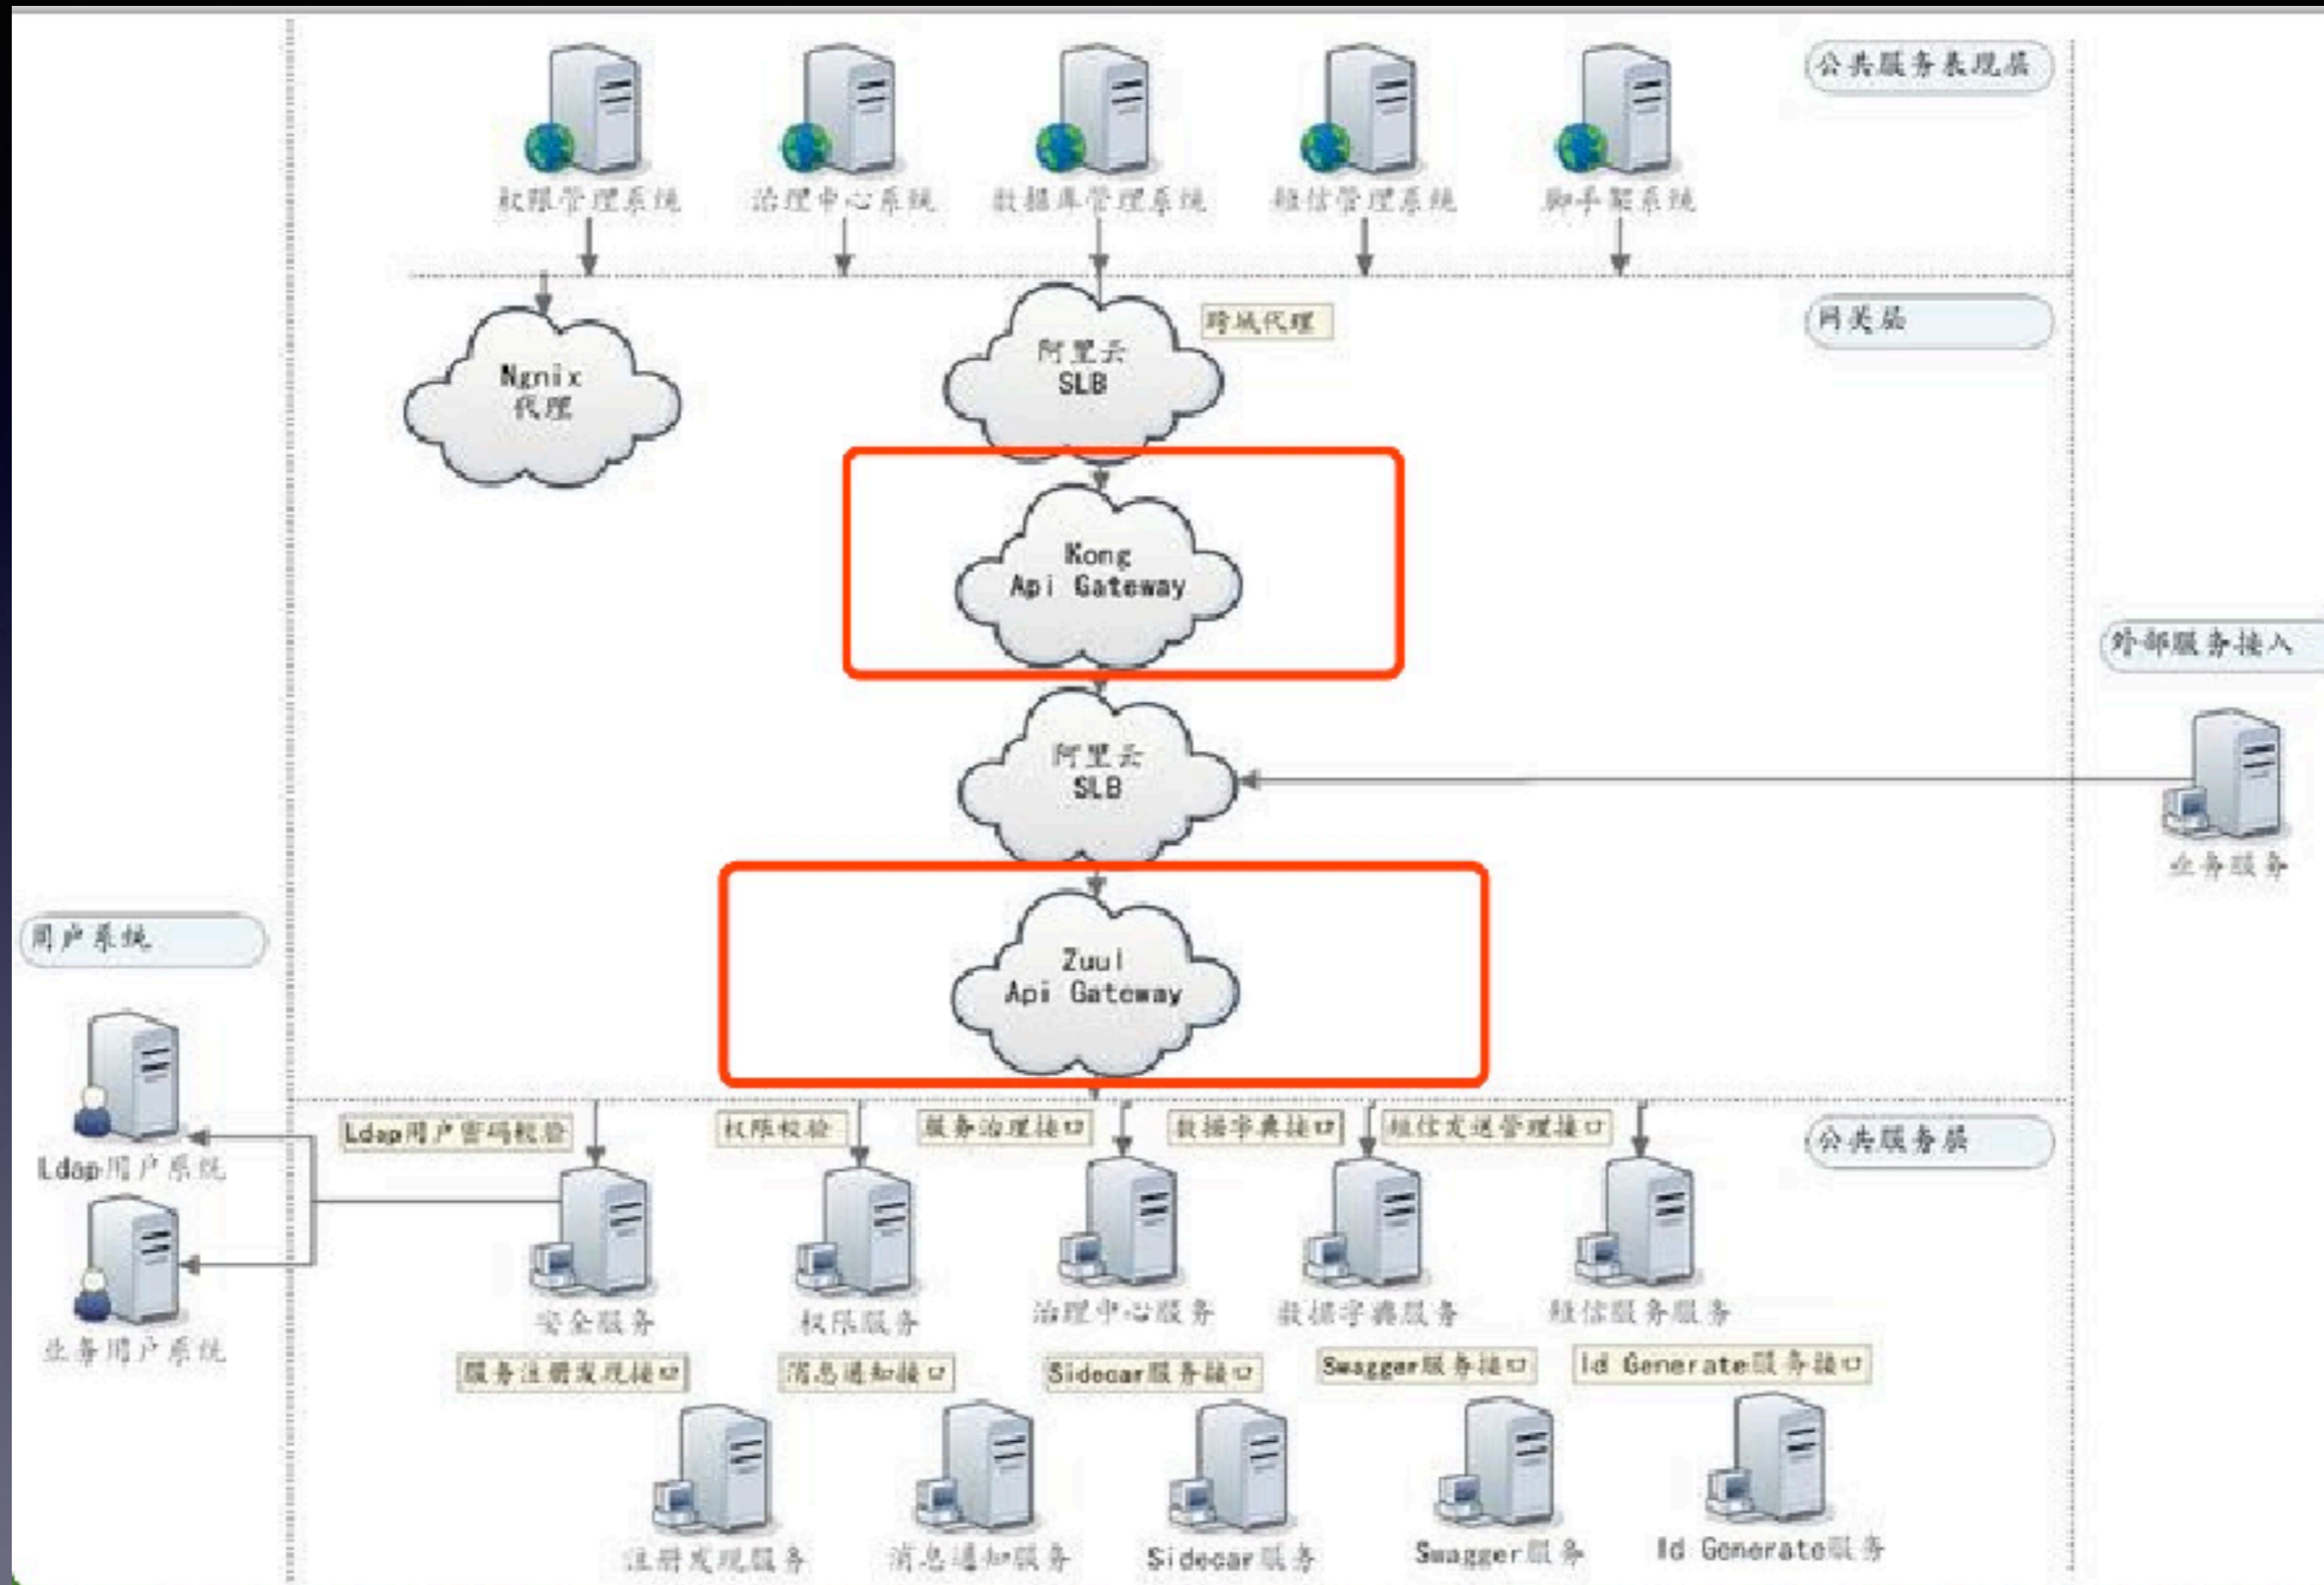 公共服务表现层
权限管理系统
治理中心系统
数据库管理系统
短信管理系统
脚手架系统
跨域代理
网关层
Ngnix
代理
阿里云
SLB
Kong
Api Gateway
外部服务接入
阿里云
SLB
业务服务
用户系统
Zuul
Api Gateway
Ldap用户密码校验
权限校验
服务治理接口
数据字典接口
短信发送管理接口
公共服务层
Ldap用户系统
业务用户系统
安全服务
权限服务
治理中心服务
数据字典服务
短信服务服务
服务注册发现接口
消息通知接口
Sidecar服务接口
Swagger服务接口
Id Generate服务接口
注册发现服务
消息通知服务
Sidecar服务
Swagger服务
Id Generate服务